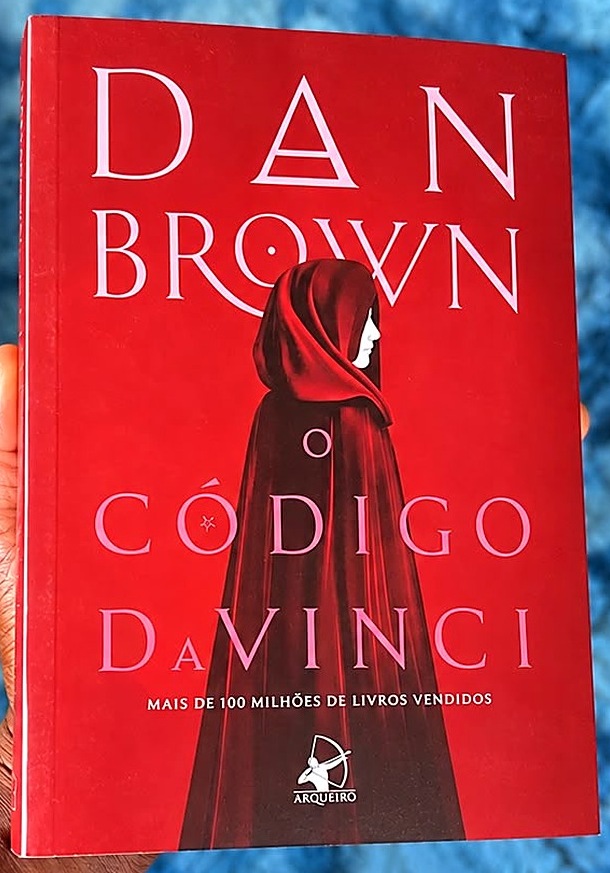 DAN
BROWN
O
CÓDIGO
DA VINCI
MAIS DE 100 MILHÕES DE LIVROS VENDIDOS
ARQUEIRO